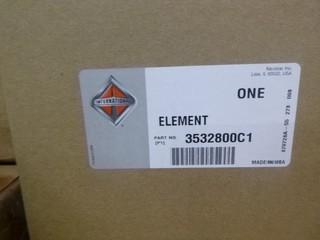 Navistar, Inc.
Lisle, IL 60532, USA
ONE
INTERNATIONAL
ELEMENT
PART NO.
(P1)
3532800C1
MADE IN USA